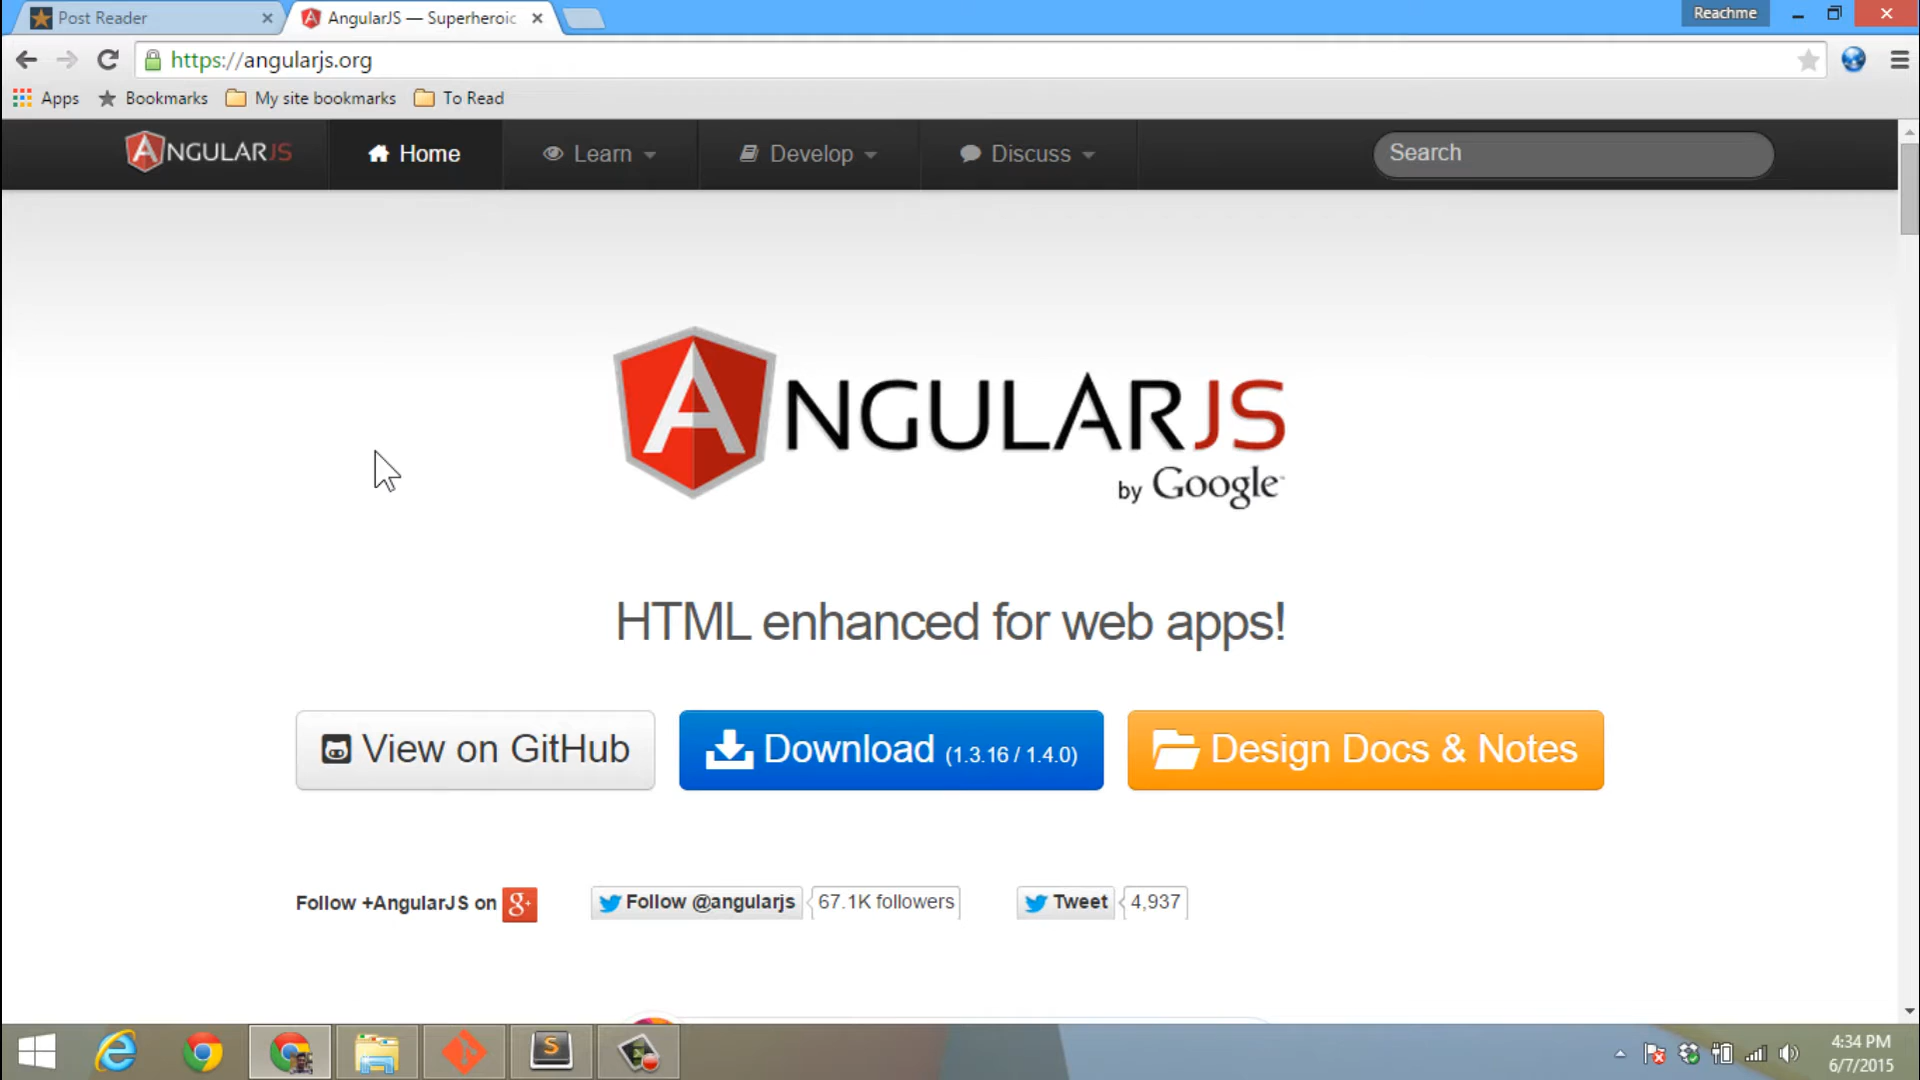 Post Reader
AngularJS — Superheroic
Reachme
https://angularjs.org
Apps Bookmarks My site bookmarks To Read
ANGULARJS Home Learn Develop Discuss Search
ANGULARJS
by Google
HTML enhanced for web apps!
View on GitHub Download (1.3.16 / 1.4.0) Design Docs & Notes
Follow +AngularJS on g+ Follow @angularjs 67.1K followers Tweet 4,937
4:34 PM
6/7/2015